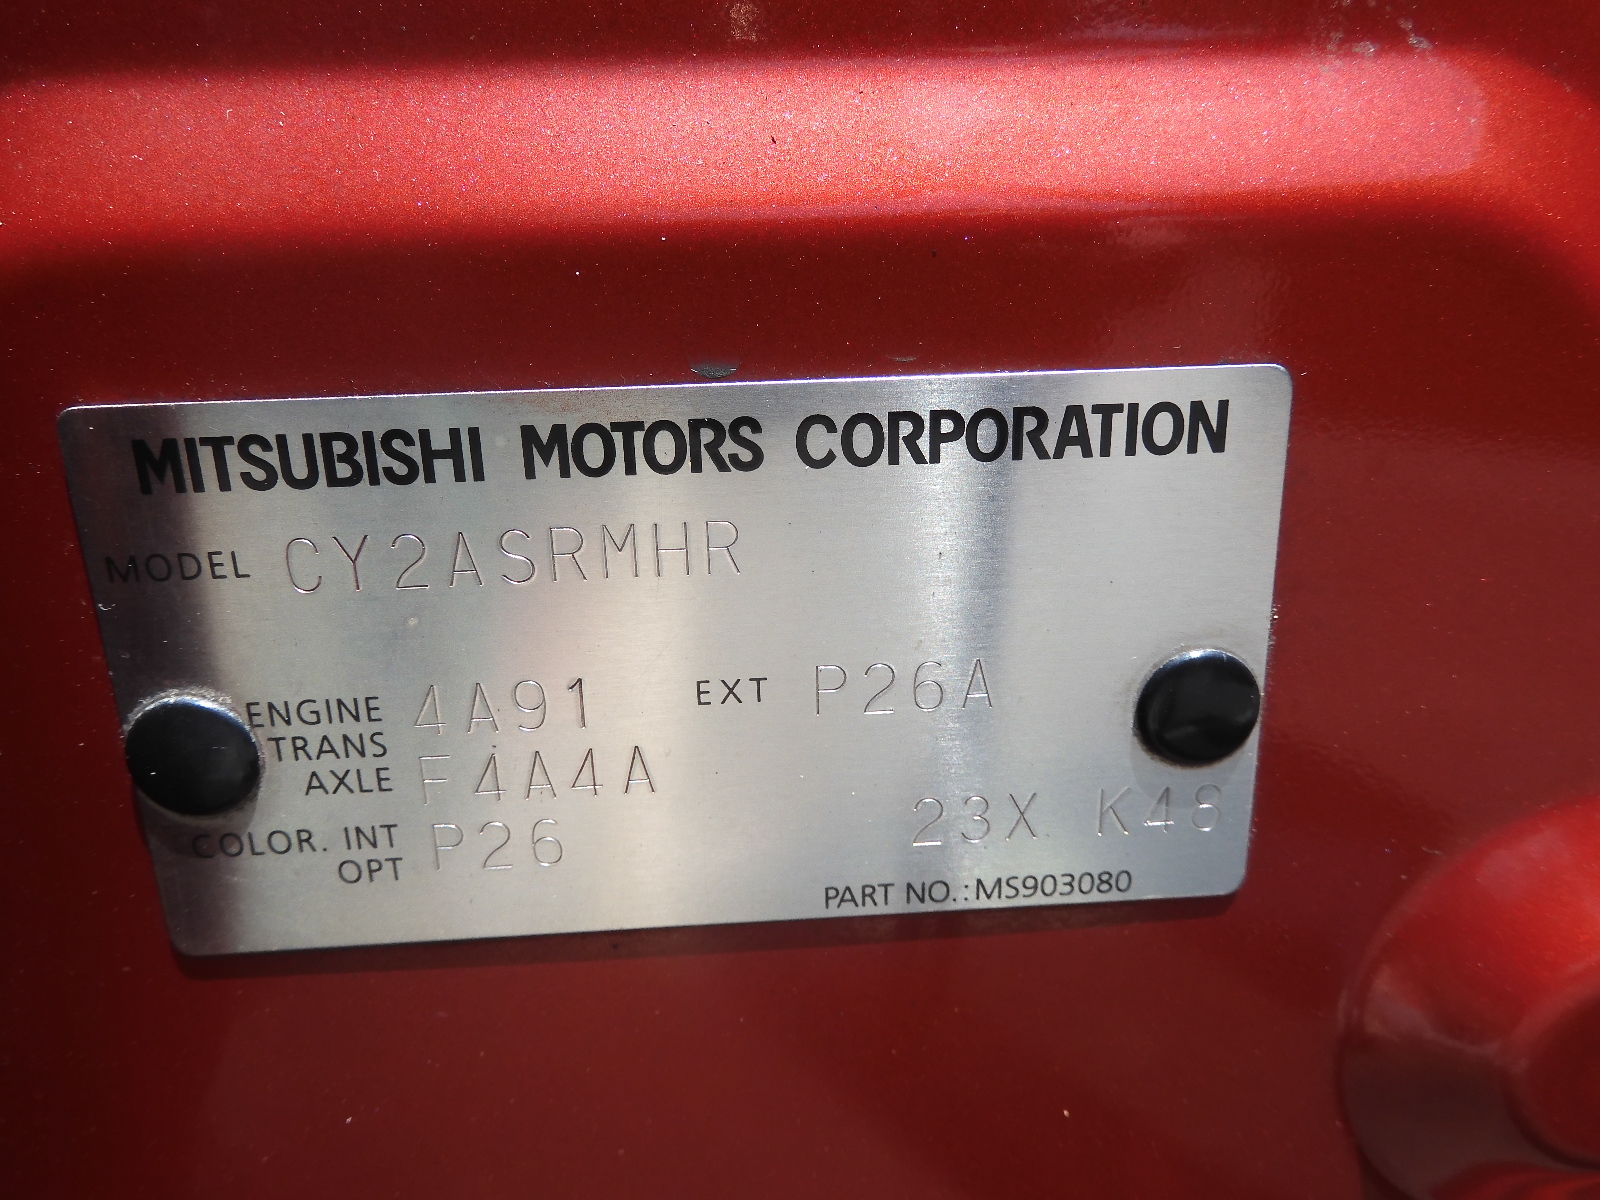 MITSUBISHI MOTORS CORPORATION
MODEL CY2ASRMHR
ENGINE 4A91 EXT P26A
TRANS
AXLE F4A4A
COLOR. INT P26 23X K48
OPT
PART NO.:MS903080